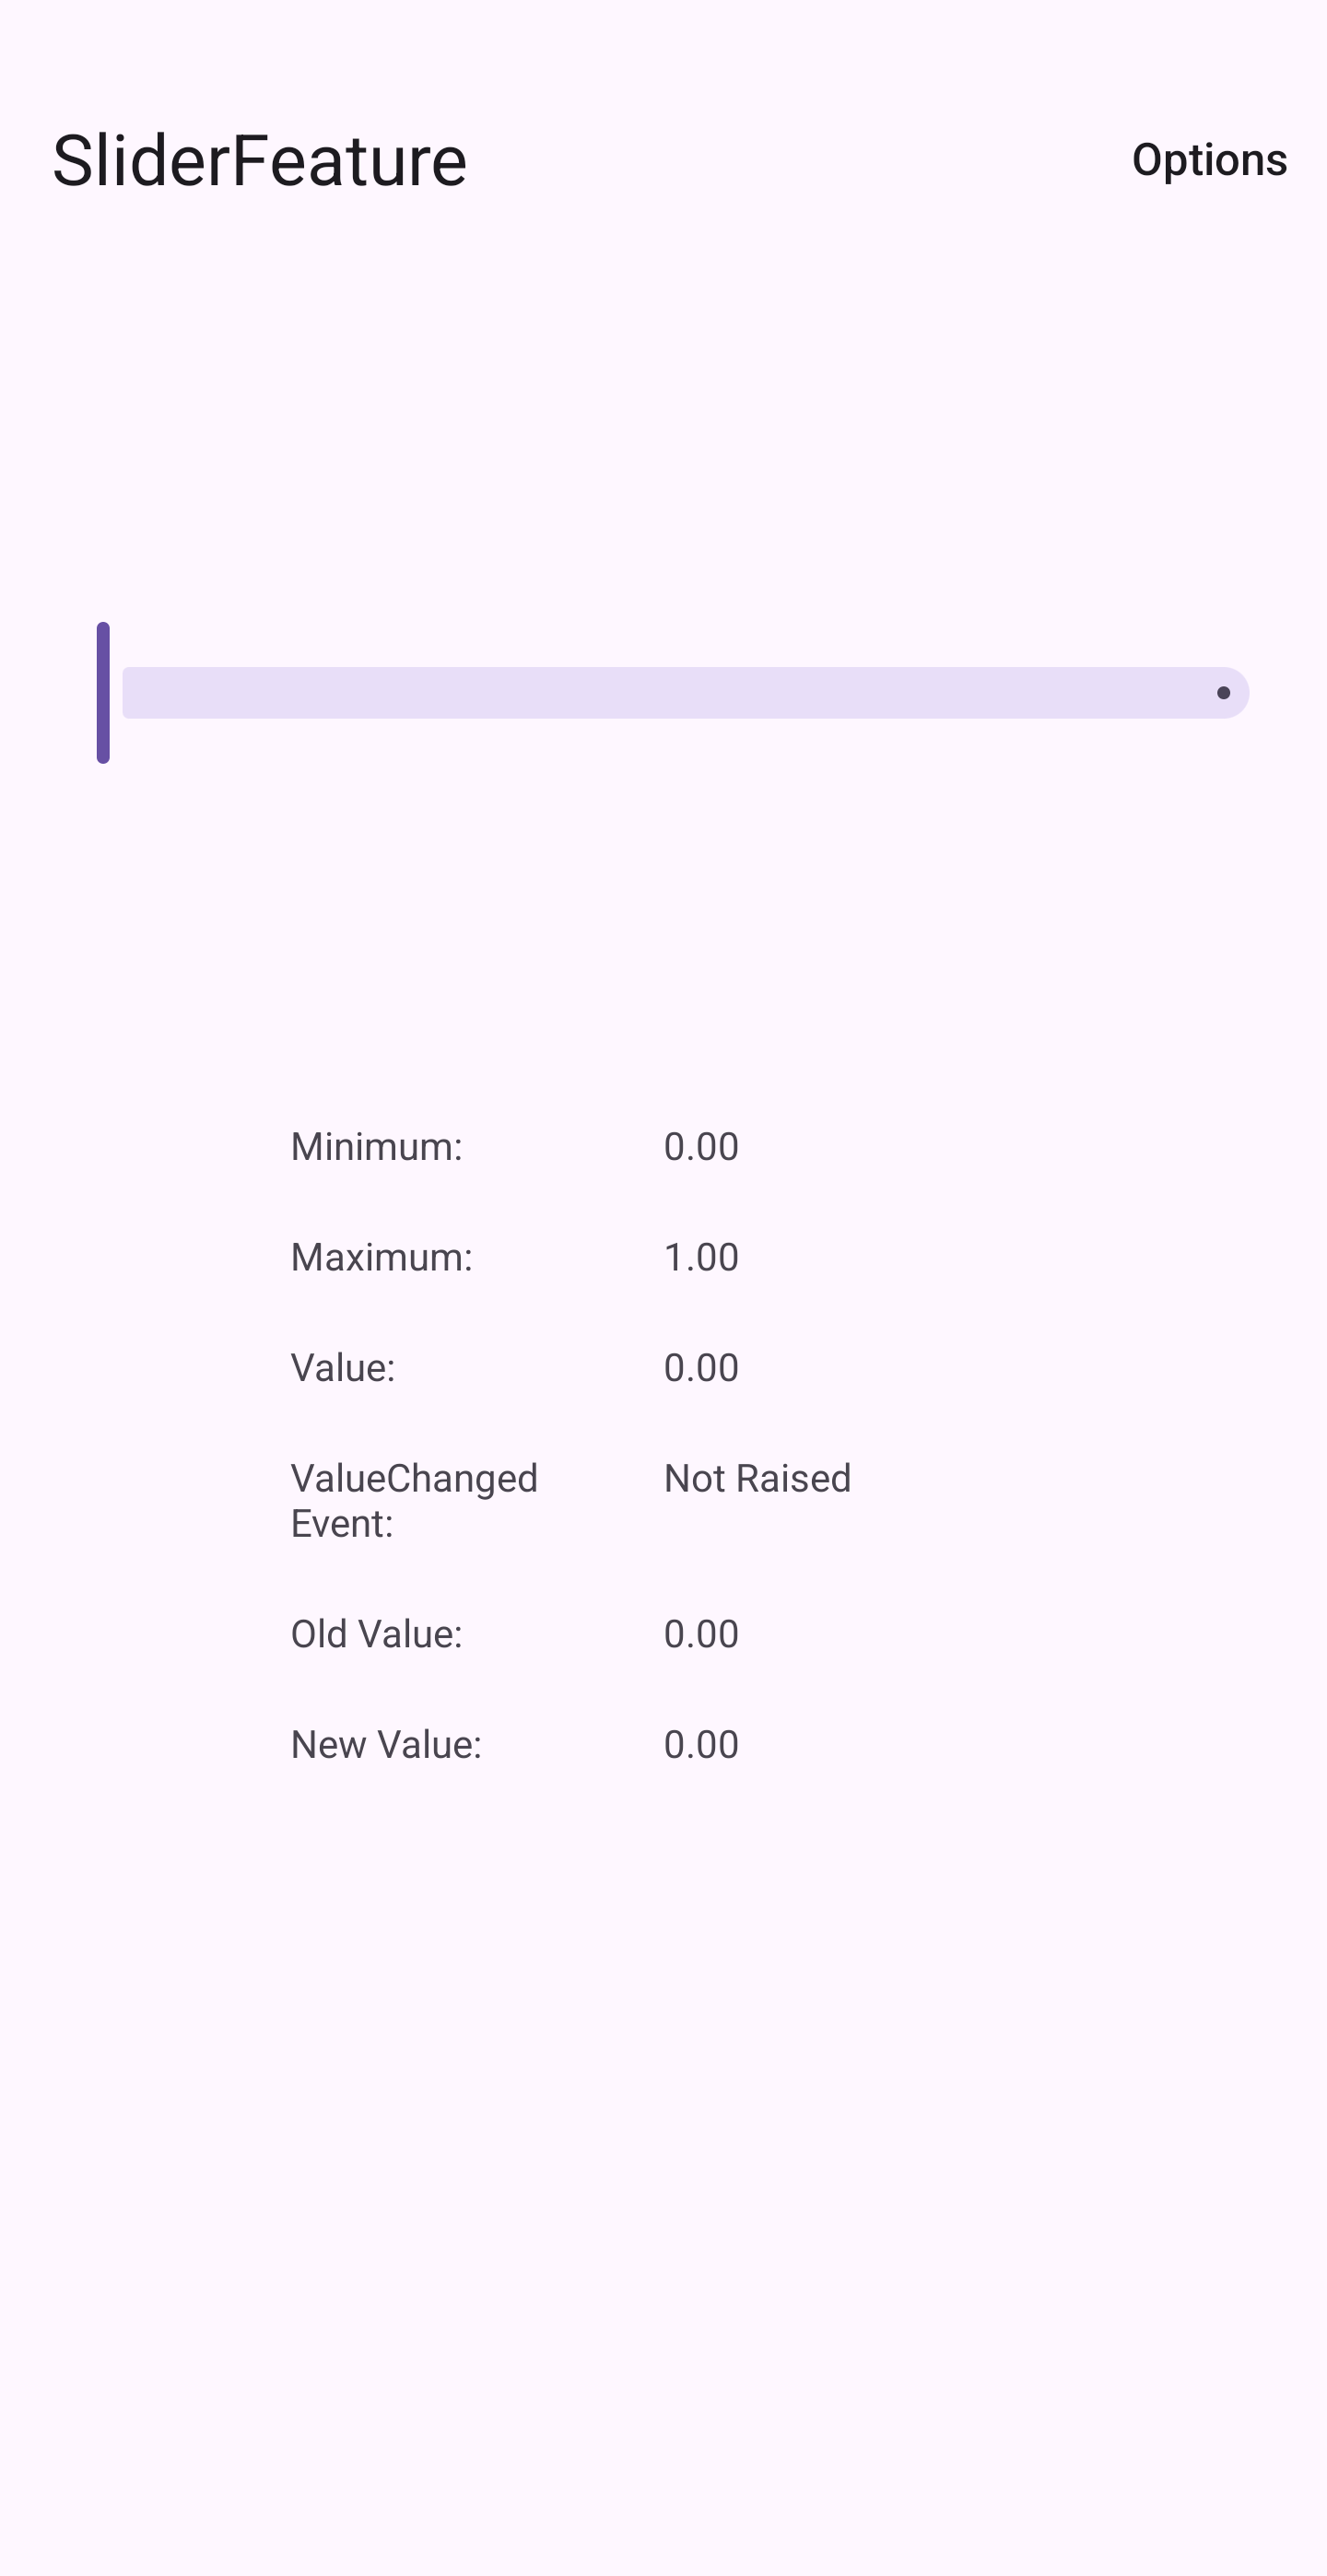 SliderFeature Options
Minimum: 0.00
Maximum: 1.00
Value: 0.00
ValueChanged Not Raised
Event:
Old Value: 0.00
New Value: 0.00